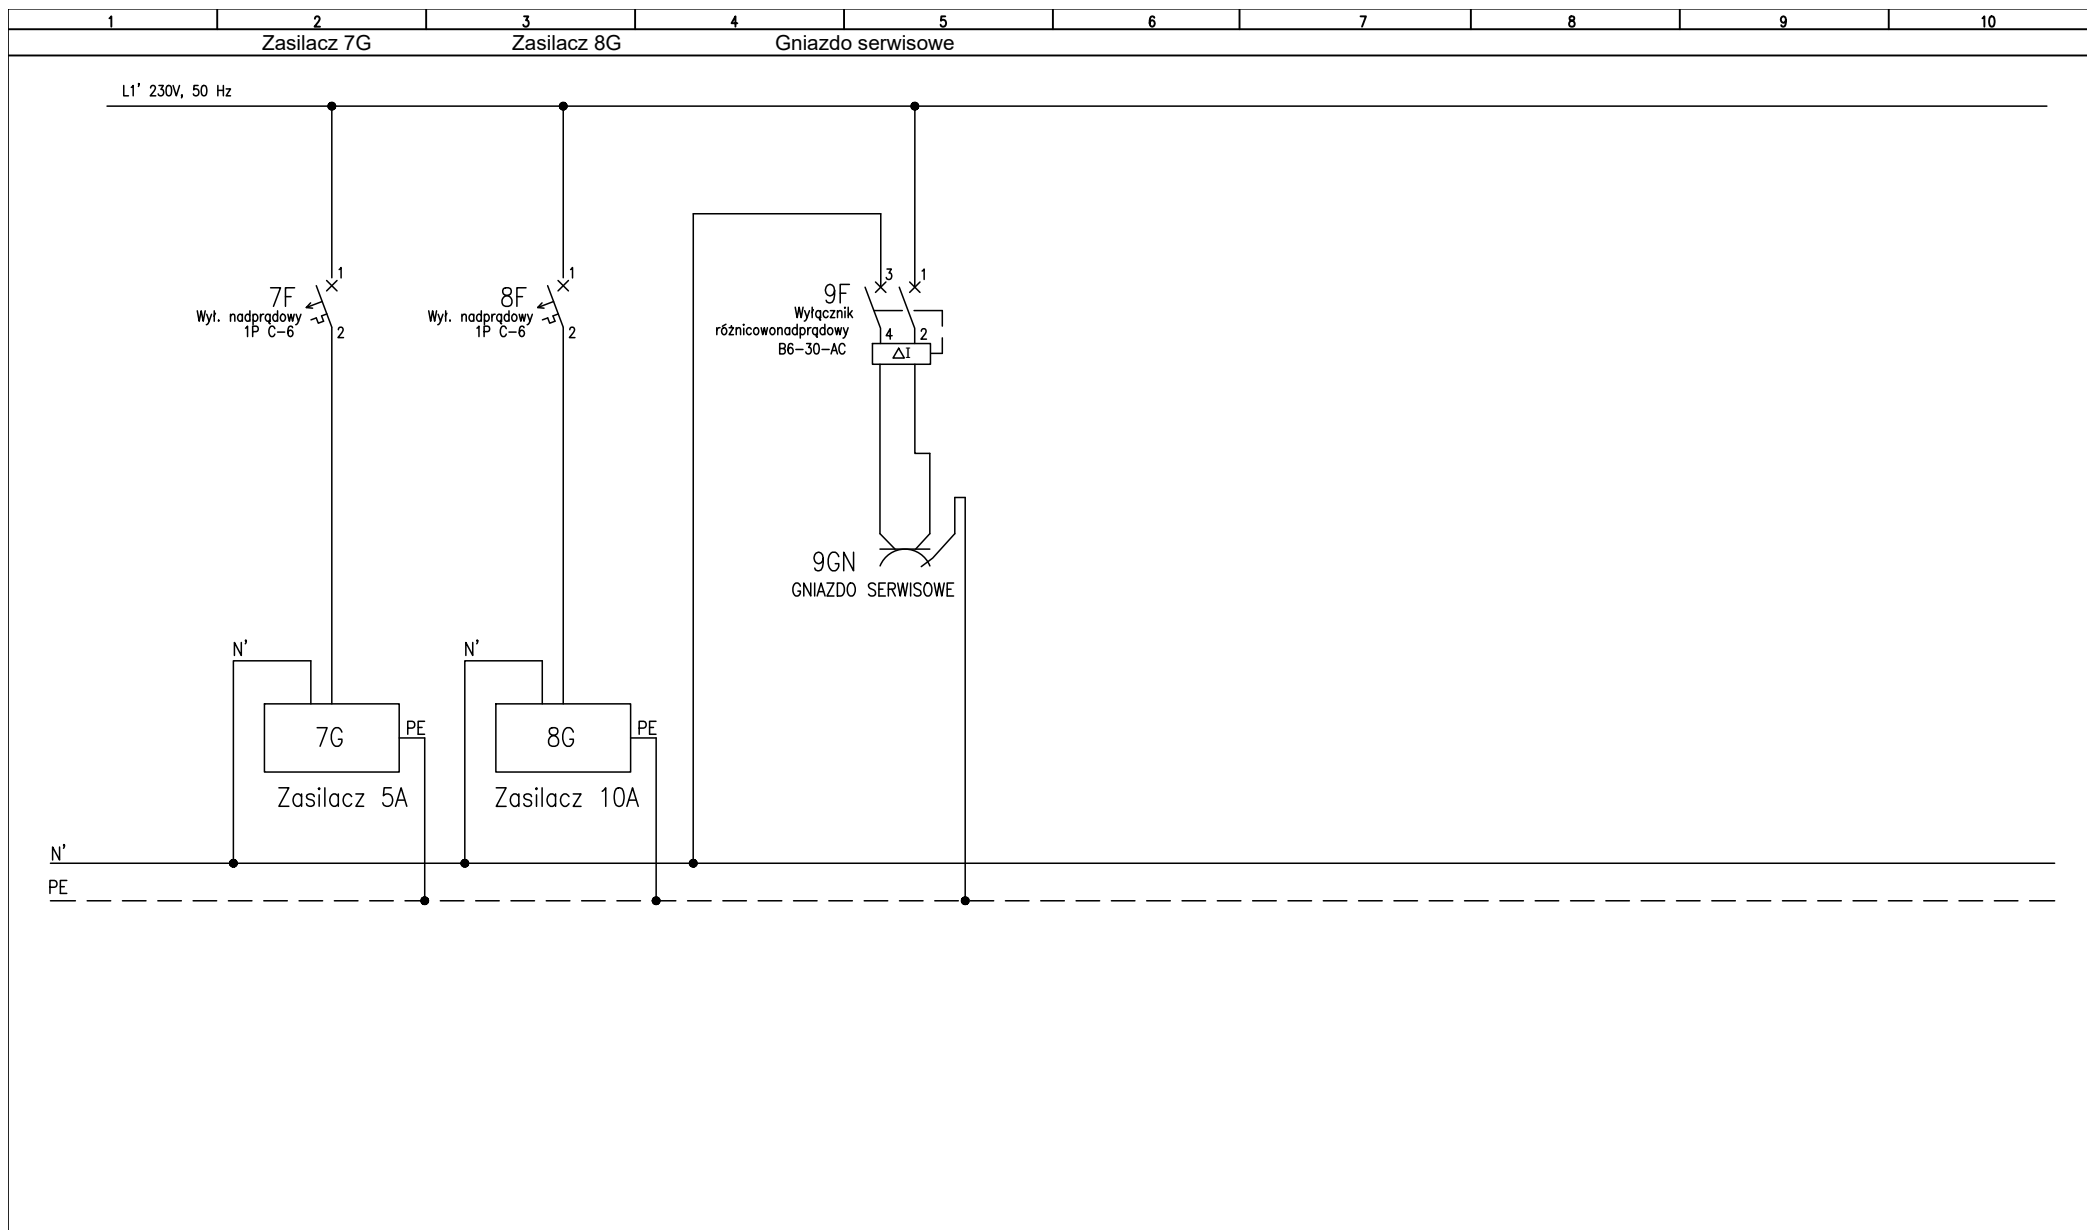 1 2 3 4 5 6 7 8 9 10
Zasilacz 7G Zasilacz 8G Gniazdo serwisowe
L1' 230V, 50 Hz
1 1 3 1
7F 8F 9F
Wył. nadprądowy Wył. nadprądowy Wyłącznik
1P C-6 1P C-6 różnicowonadprądowy
2 2 4 2
B6-30-AC ΔI
9GN
GNIAZDO SERWISOWE
N' N'
PE PE
7G 8G
Zasilacz 5A Zasilacz 10A
N'
PE